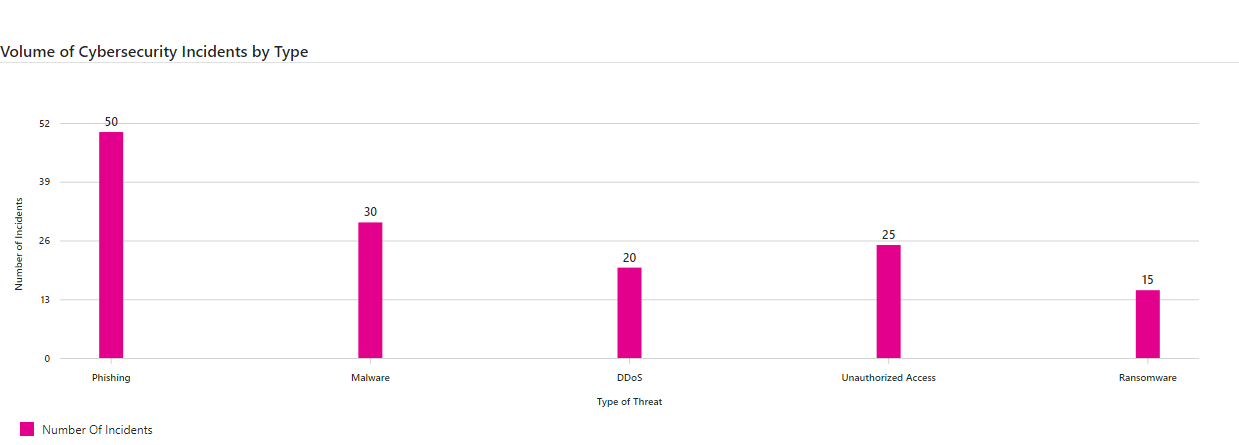 Volume of Cybersecurity Incidents by Type
Number of Incidents
52
39
26
13
0
50
30
20
25
15
Phishing
Malware
DDoS
Unauthorized Access
Ransomware
Type of Threat
Number Of Incidents